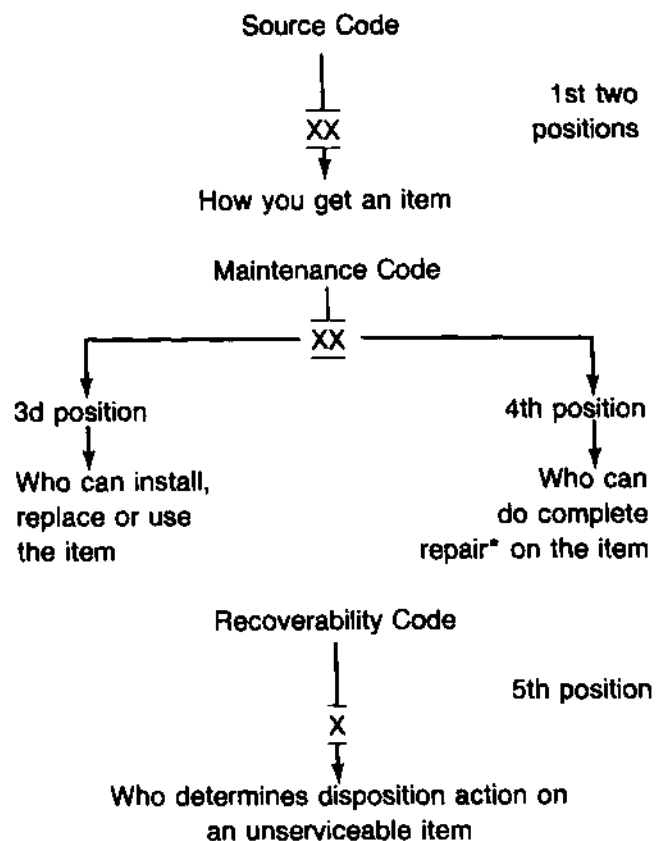 Source Code
1st two
positions
XX
How you get an item
Maintenance Code
XX
3d position
4th position
Who can install,
replace or use
the item
Who can
do complete
repair* on the item
Recoverability Code
5th position
X
Who determines disposition action on
an unserviceable item